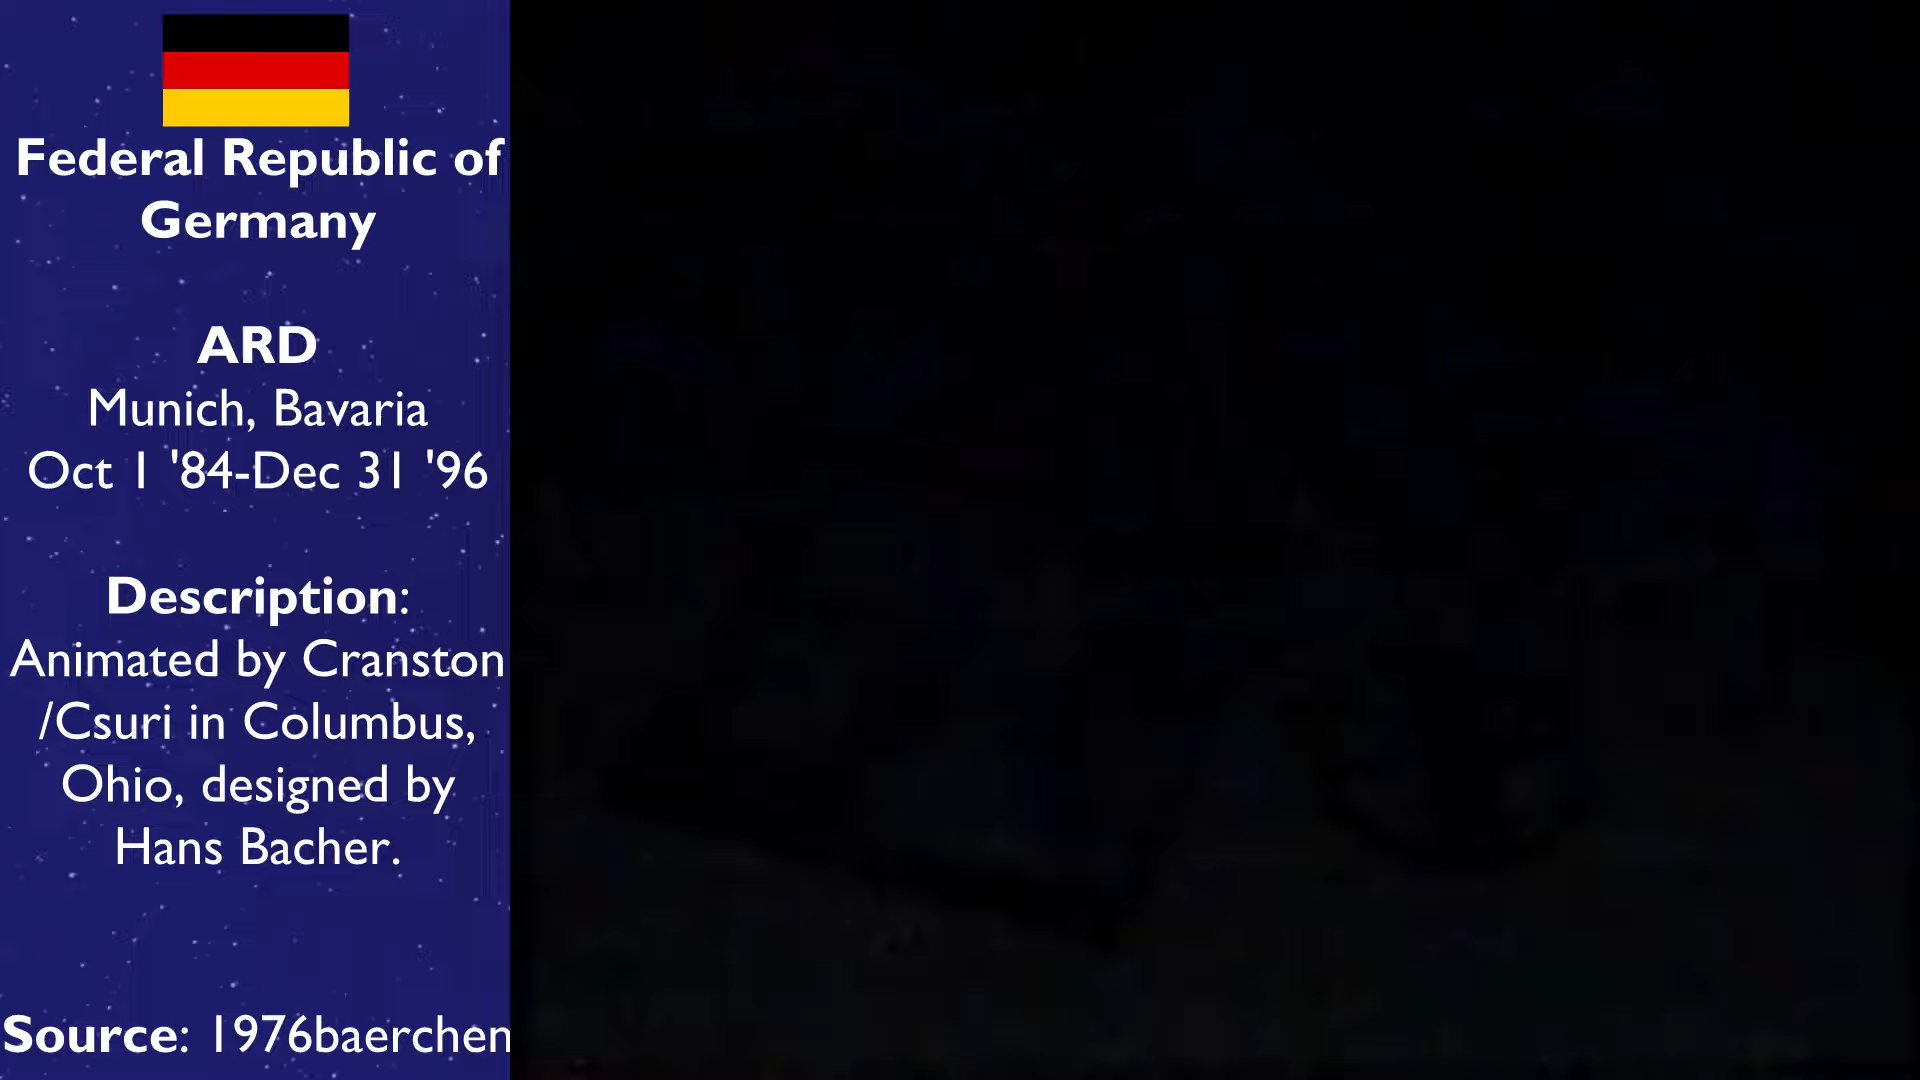 Federal Republic of
Germany
ARD
Munich, Bavaria
Oct 1 '84-Dec 31 '96
Description:
Animated by Cranston
/Csuri in Columbus,
Ohio, designed by
Hans Bacher.
Source: 1976baerchen